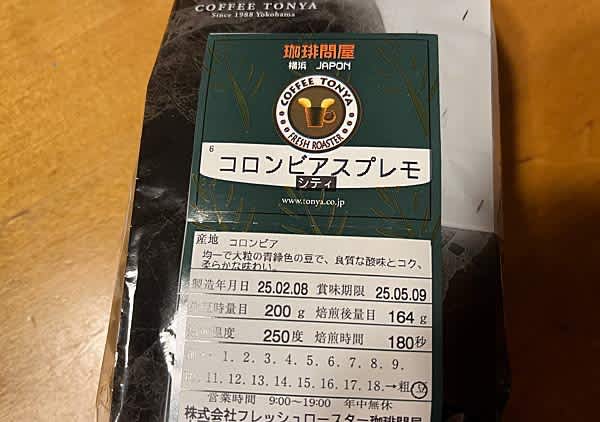 COFFEE TONYA
Since 1988 Yokohama
珈琲問屋
横浜 JAPON
COFFEE TONYA
FRESH ROASTER
6
コロンビアスプレモ
シティ
www.tonya.co.jp
産地 コロンビア
均一で大粒の青緑色の豆で、良質な酸味とコク、
柔らかな味わい。
製造年月日 25.02.08 賞味期限 25.05.09
時量目 200g 焙煎後量目 164g
温度 250度 焙煎時間 180秒
1. 2. 3. 4. 5. 6. 7. 8. 9.
11. 12. 13. 14. 15. 16. 17. 18.→粗 立
営業時間 9:00~19:00 年中無休
株式会社フレッシュロースター珈琲問屋